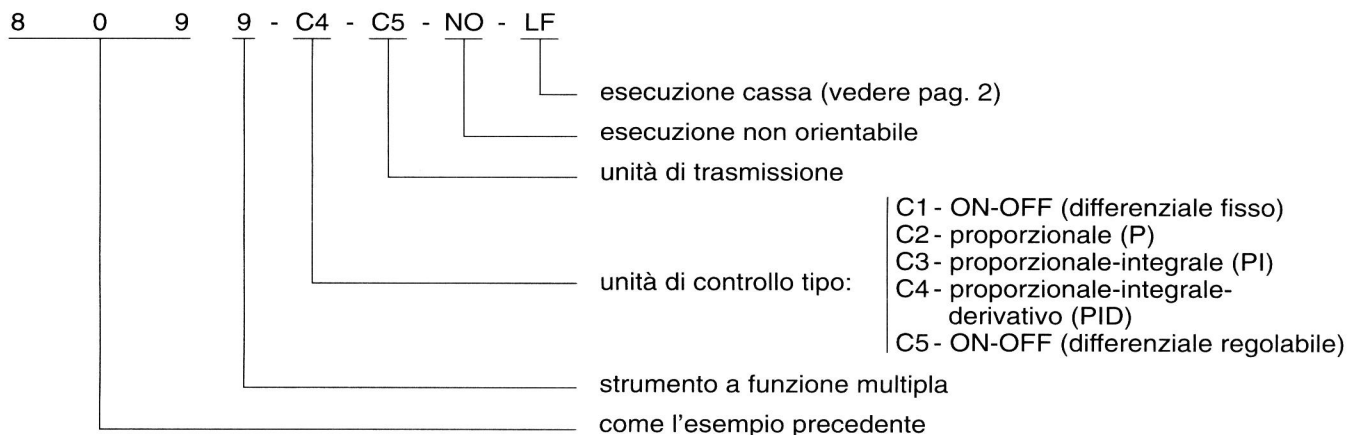 8 0 9 9 - C4 - C5 - NO - LF
esecuzione cassa (vedere pag. 2)
esecuzione non orientabile
unità di trasmissione
unità di controllo tipo:
C1 - ON-OFF (differenziale fisso)
C2 - proporzionale (P)
C3 - proporzionale-integrale (PI)
C4 - proporzionale-integrale-
derivativo (PID)
C5 - ON-OFF (differenziale regolabile)
strumento a funzione multipla
come l'esempio precedente